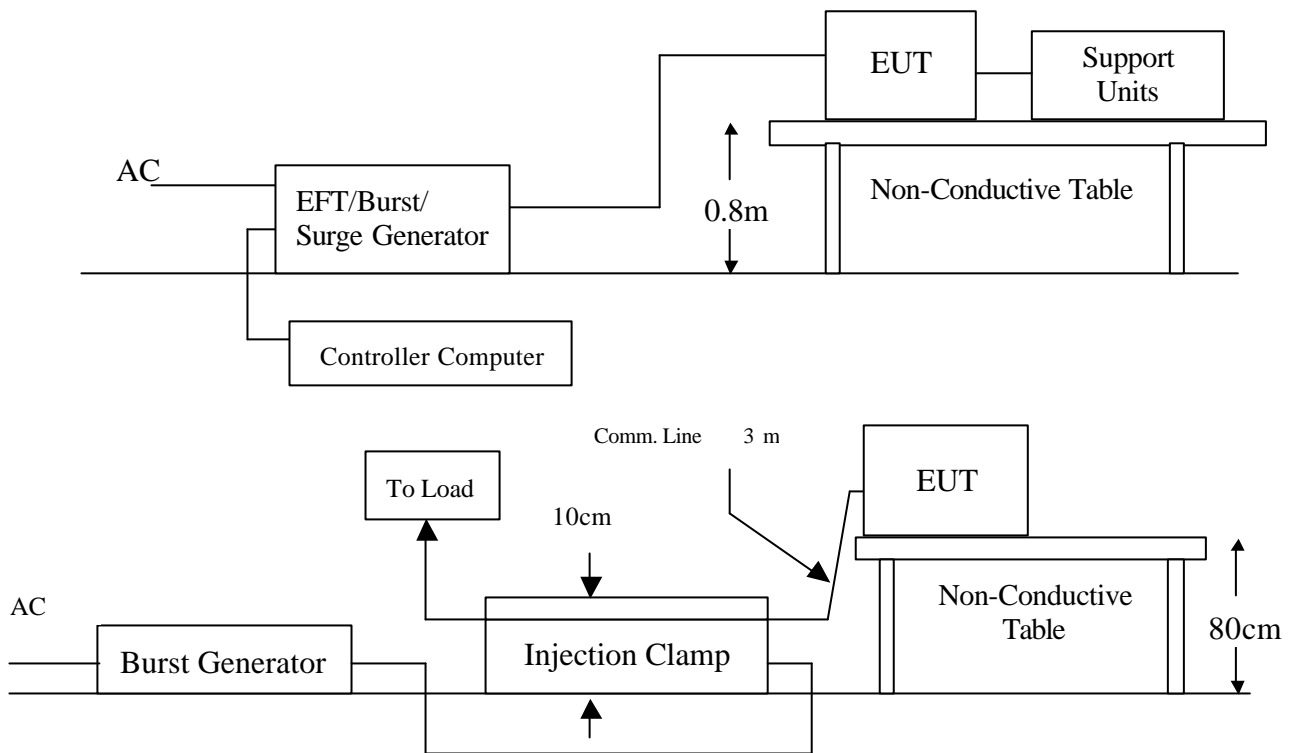 EUT
Support
Units
AC
EFT/Burst/
Surge Generator
0.8m
Non-Conductive Table
Controller Computer
Comm. Line 3 m
EUT
To Load
10cm
AC
Burst Generator
Injection Clamp
Non-Conductive
Table
80cm